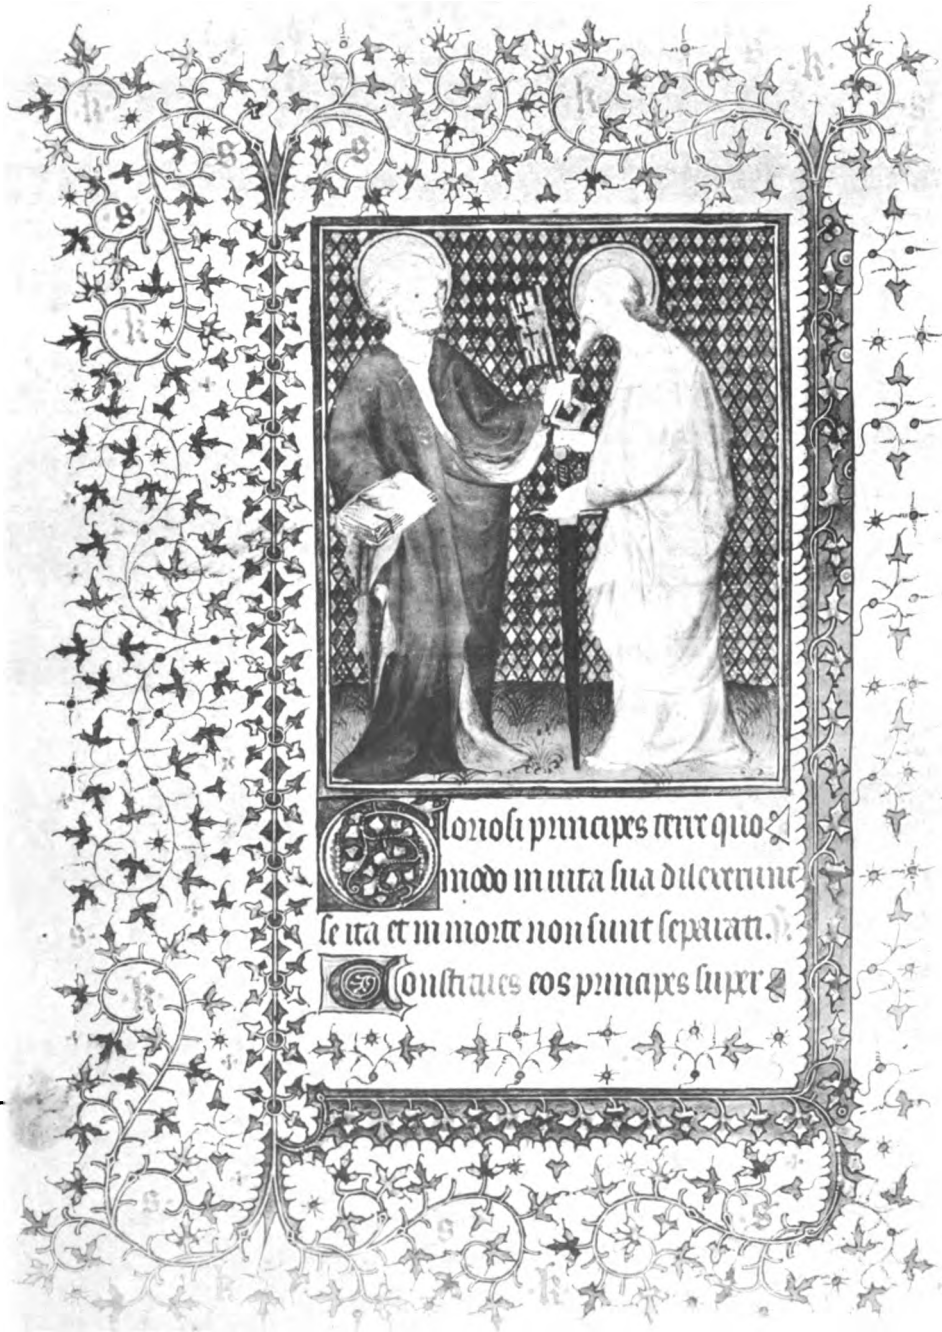 Gloriosi principes terre quo
modo in uita sua dilexerunt
se ita et in morte non sunt separati.
Constitues eos principes super